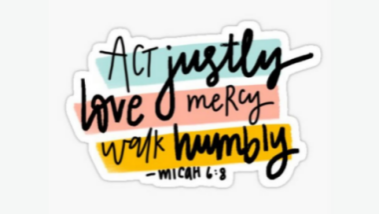 ACT justly
love meRcy
walk humbly
- MICAH 6:8